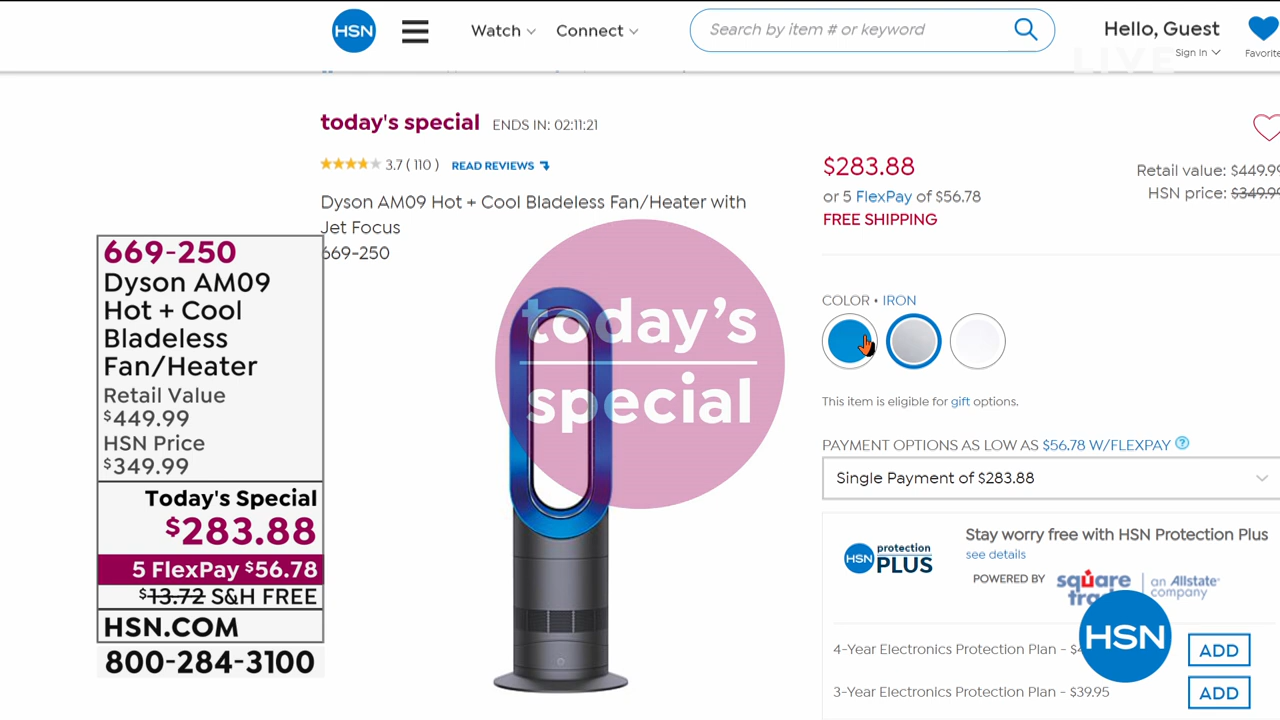 HSN
Watch
Connect
Search by item # or keyword
Hello, Guest
Sign In
LIVE
today's special ENDS IN: 02:11:21
3.7 ( 110 ) READ REVIEWS
Dyson AM09 Hot + Cool Bladeless Fan/Heater with
Jet Focus
669-250
$283.88
or 5 FlexPay of $56.78
FREE SHIPPING
Retail value: $449.99
HSN price: $349.99
COLOR • IRON
This item is eligible for gift options.
PAYMENT OPTIONS AS LOW AS $56.78 W/FLEXPAY ?
Single Payment of $283.88
HSN protection
PLUS
Stay worry free with HSN Protection Plus
see details
POWERED BY square
trade
an Allstate
company
4-Year Electronics Protection Plan - $4
ADD
3-Year Electronics Protection Plan - $39.95
ADD
HSN
today's
special
669-250
Dyson AM09
Hot + Cool
Bladeless
Fan/Heater
Retail Value
$449.99
HSN Price
$349.99
Today's Special
$283.88
5 FlexPay $56.78
$13.72 S&H FREE
HSN.COM
800-284-3100